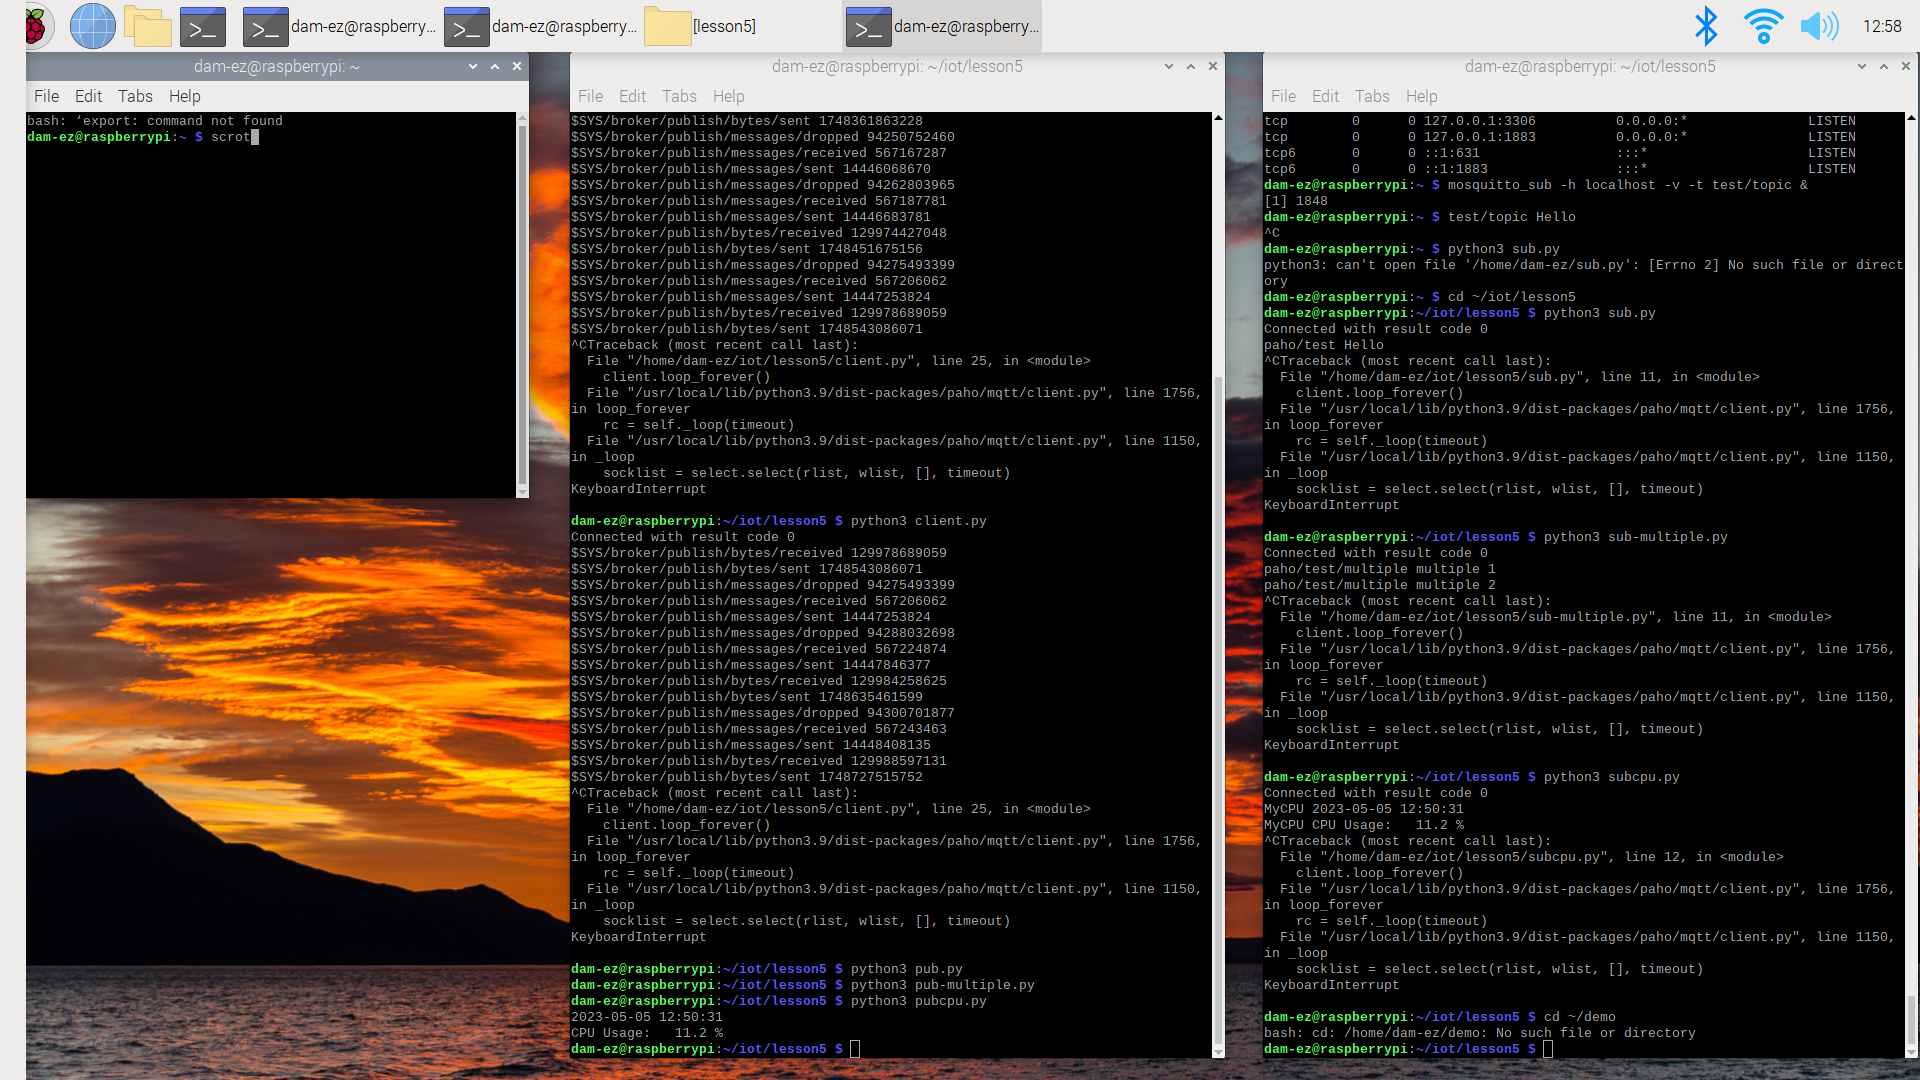 dam-ez@raspberry...
dam-ez@raspberry...
[lesson5]
dam-ez@raspberry...
12:58
dam-ez@raspberrypi: ~
File Edit Tabs Help
bash: ‘export: command not found
dam-ez@raspberrypi:~ $ scrot
dam-ez@raspberrypi: ~/iot/lesson5
File Edit Tabs Help
$SYS/broker/publish/bytes/sent 1748361863228
$SYS/broker/publish/messages/dropped 94250752460
$SYS/broker/publish/messages/received 567167287
$SYS/broker/publish/messages/sent 14446068670
$SYS/broker/publish/messages/dropped 94262803965
$SYS/broker/publish/messages/received 567187781
$SYS/broker/publish/messages/sent 14446683781
$SYS/broker/publish/bytes/received 129974427048
$SYS/broker/publish/bytes/sent 1748451675156
$SYS/broker/publish/messages/dropped 94275493399
$SYS/broker/publish/messages/received 567206062
$SYS/broker/publish/messages/sent 14447253824
$SYS/broker/publish/bytes/received 129978689059
$SYS/broker/publish/bytes/sent 1748543086071
^CTraceback (most recent call last):
  File "/home/dam-ez/iot/lesson5/client.py", line 25, in <module>
    client.loop_forever()
  File "/usr/local/lib/python3.9/dist-packages/paho/mqtt/client.py", line 1756,
in loop_forever
    rc = self._loop(timeout)
  File "/usr/local/lib/python3.9/dist-packages/paho/mqtt/client.py", line 1150,
in _loop
    socklist = select.select(rlist, wlist, [], timeout)
KeyboardInterrupt
dam-ez@raspberrypi:~/iot/lesson5 $ python3 client.py
Connected with result code 0
$SYS/broker/publish/bytes/received 129978689059
$SYS/broker/publish/bytes/sent 1748543086071
$SYS/broker/publish/messages/dropped 94275493399
$SYS/broker/publish/messages/received 567206062
$SYS/broker/publish/messages/sent 14447253824
$SYS/broker/publish/messages/dropped 94288032698
$SYS/broker/publish/messages/received 567224874
$SYS/broker/publish/messages/sent 14447846377
$SYS/broker/publish/bytes/received 129984258625
$SYS/broker/publish/bytes/sent 1748635461599
$SYS/broker/publish/messages/dropped 94300701877
$SYS/broker/publish/messages/received 567243463
$SYS/broker/publish/messages/sent 14448408135
$SYS/broker/publish/bytes/received 129988597131
$SYS/broker/publish/bytes/sent 1748727515752
^CTraceback (most recent call last):
  File "/home/dam-ez/iot/lesson5/client.py", line 25, in <module>
    client.loop_forever()
  File "/usr/local/lib/python3.9/dist-packages/paho/mqtt/client.py", line 1756,
in loop_forever
    rc = self._loop(timeout)
  File "/usr/local/lib/python3.9/dist-packages/paho/mqtt/client.py", line 1150,
in _loop
    socklist = select.select(rlist, wlist, [], timeout)
KeyboardInterrupt
dam-ez@raspberrypi:~/iot/lesson5 $ python3 pub.py
dam-ez@raspberrypi:~/iot/lesson5 $ python3 pub-multiple.py
dam-ez@raspberrypi:~/iot/lesson5 $ python3 pubcpu.py
2023-05-05 12:50:31
CPU Usage:   11.2 %
dam-ez@raspberrypi:~/iot/lesson5 $
dam-ez@raspberrypi: ~/iot/lesson5
File Edit Tabs Help
tcp        0      0 127.0.0.1:3306          0.0.0.0:*               LISTEN
tcp        0      0 127.0.0.1:1883          0.0.0.0:*               LISTEN
tcp6       0      0 ::1:631                 :::*                    LISTEN
tcp6       0      0 ::1:1883                :::*                    LISTEN
dam-ez@raspberrypi:~ $ mosquitto_sub -h localhost -v -t test/topic &
[1] 1848
dam-ez@raspberrypi:~ $ test/topic Hello
^C
dam-ez@raspberrypi:~ $ python3 sub.py
python3: can't open file '/home/dam-ez/sub.py': [Errno 2] No such file or direct
ory
dam-ez@raspberrypi:~ $ cd ~/iot/lesson5
dam-ez@raspberrypi:~/iot/lesson5 $ python3 sub.py
Connected with result code 0
paho/test Hello
^CTraceback (most recent call last):
  File "/home/dam-ez/iot/lesson5/sub.py", line 11, in <module>
    client.loop_forever()
  File "/usr/local/lib/python3.9/dist-packages/paho/mqtt/client.py", line 1756,
in loop_forever
    rc = self._loop(timeout)
  File "/usr/local/lib/python3.9/dist-packages/paho/mqtt/client.py", line 1150,
in _loop
    socklist = select.select(rlist, wlist, [], timeout)
KeyboardInterrupt
dam-ez@raspberrypi:~/iot/lesson5 $ python3 sub-multiple.py
Connected with result code 0
paho/test/multiple multiple 1
paho/test/multiple multiple 2
^CTraceback (most recent call last):
  File "/home/dam-ez/iot/lesson5/sub-multiple.py", line 11, in <module>
    client.loop_forever()
  File "/usr/local/lib/python3.9/dist-packages/paho/mqtt/client.py", line 1756,
in loop_forever
    rc = self._loop(timeout)
  File "/usr/local/lib/python3.9/dist-packages/paho/mqtt/client.py", line 1150,
in _loop
    socklist = select.select(rlist, wlist, [], timeout)
KeyboardInterrupt
dam-ez@raspberrypi:~/iot/lesson5 $ python3 subcpu.py
Connected with result code 0
MyCPU 2023-05-05 12:50:31
MyCPU CPU Usage:   11.2 %
^CTraceback (most recent call last):
  File "/home/dam-ez/iot/lesson5/subcpu.py", line 12, in <module>
    client.loop_forever()
  File "/usr/local/lib/python3.9/dist-packages/paho/mqtt/client.py", line 1756,
in loop_forever
    rc = self._loop(timeout)
  File "/usr/local/lib/python3.9/dist-packages/paho/mqtt/client.py", line 1150,
in _loop
    socklist = select.select(rlist, wlist, [], timeout)
KeyboardInterrupt
dam-ez@raspberrypi:~/iot/lesson5 $ cd ~/demo
bash: cd: /home/dam-ez/demo: No such file or directory
dam-ez@raspberrypi:~/iot/lesson5 $